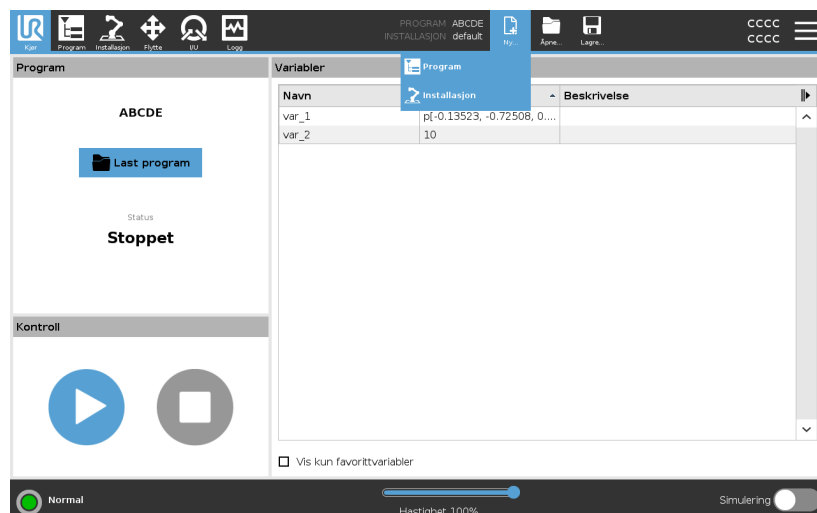 PROGRAM ABCDE
INSTALLASJON default
CCCC
CCCC
Kjør Program Installasjon Flytte I/U Logg Ny... Åpne... Lagre...
Program
Installasjon
Program
Variabler
ABCDE
Last program
Status
Stoppet
Navn Beskrivelse
var_1 p[-0.13523, -0.72508, 0....
var_2 10
Kontroll
Vis kun favorittvariabler
Normal
Hastighet 100%
Simulering